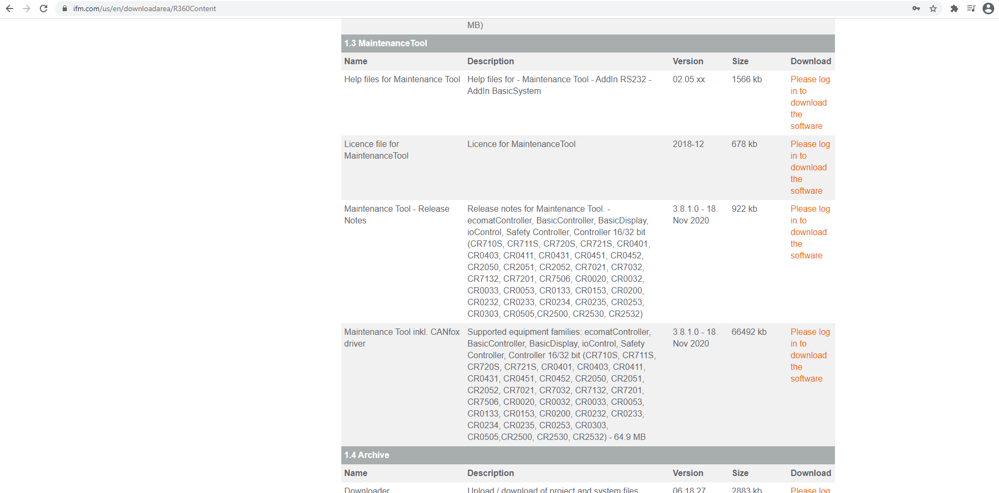 ifm.com/us/en/downloadarea/R360Content
MB)
1.3 MaintenanceTool
Name Description Version Size Download
Help files for Maintenance Tool Help files for - Maintenance Tool - AddIn RS232 - 02.05.xx 1566 kb Please log
AddIn BasicSystem in to
download
the
software
Licence file for Licence for MaintenanceTool 2018-12 678 kb Please log
MaintenanceTool in to
download
the
software
Maintenance Tool - Release Release notes for Maintenance Tool. - 3.8.1.0 - 18. 922 kb Please log
Notes ecomatController, BasicController, BasicDisplay, Nov 2020 in to
ioControl, Safety Controller, Controller 16/32 bit download
(CR710S, CR711S, CR720S, CR721S, CR0401, the
CR0403, CR0411, CR0431, CR0451, CR0452, software
CR2050, CR2051, CR2052, CR7021, CR7032,
CR7132, CR7201, CR7506, CR0020, CR0032,
CR0033, CR0053, CR0133, CR0153, CR0200,
CR0232, CR0233, CR0234, CR0235, CR0253,
CR0303, CR0505,CR2500, CR2530, CR2532)
Maintenance Tool inkl. CANfox Supported equipment families: ecomatController, 3.8.1.0 - 18. 66492 kb Please log
driver BasicController, BasicDisplay, ioControl, Safety Nov 2020 in to
Controller, Controller 16/32 bit (CR710S, CR711S, download
CR720S, CR721S, CR0401, CR0403, CR0411, the
CR0431, CR0451, CR0452, CR2050, CR2051, software
CR2052, CR7021, CR7032, CR7132, CR7201,
CR7506, CR0020, CR0032, CR0033, CR0053,
CR0133, CR0153, CR0200, CR0232, CR0233,
CR0234, CR0235, CR0253, CR0303,
CR0505,CR2500, CR2530, CR2532) - 64.9 MB
1.4 Archive
Name Description Version Size Download
Downloader Upload / download of project and system files 06.18.27 2883 kb Please log